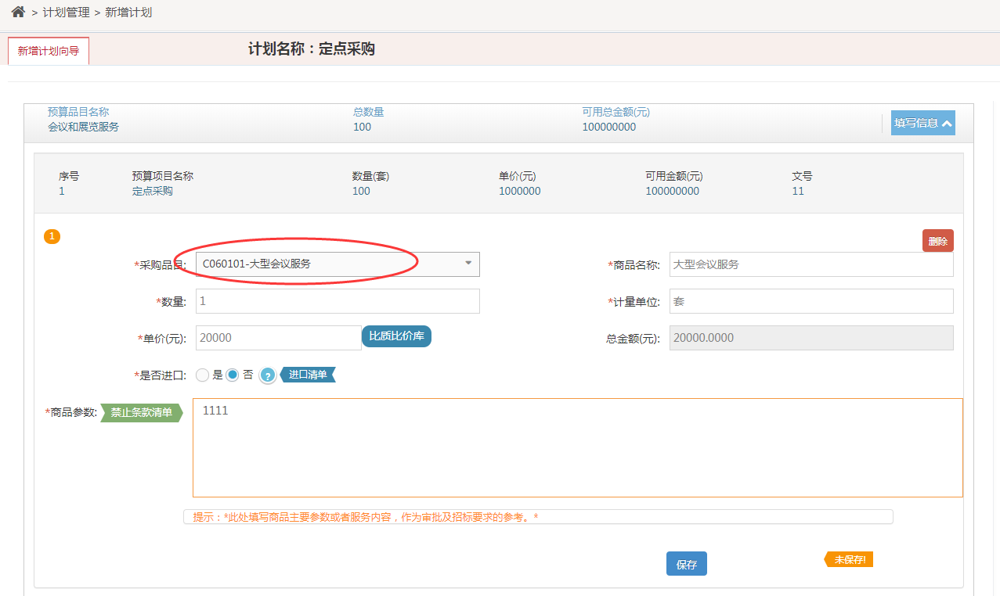 > 计划管理 > 新增计划
新增计划向导
计划名称：定点采购
预算品目名称 总数量 可用总金额(元)
会议和展览服务 100 100000000
填写信息
序号 预算项目名称 数量(套) 单价(元) 可用金额(元) 文号
1 定点采购 100 1000000 100000000 11
1
删除
*采购品目: C060101-大型会议服务 *商品名称: 大型会议服务
*数量: 1 *计量单位: 套
*单价(元): 20000 比质比价库 总金额(元): 20000.0000
*是否进口: 是 否 ? 进口清单
*商品参数: 禁止条款清单 1111
提示：*此处填写商品主要参数或者服务内容，作为审批及招标要求的参考。*
保存 未保存!